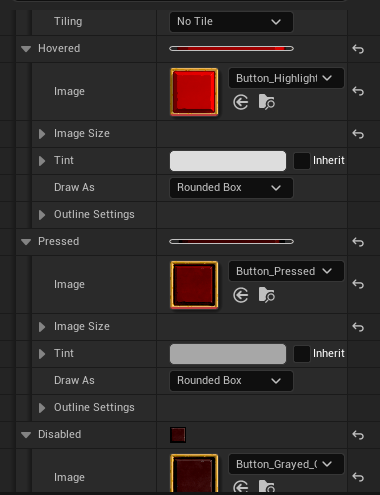 Tiling No Tile
Hovered
Image Button_Highlight
Image Size
Tint Inherit
Draw As Rounded Box
Outline Settings
Pressed
Image Button_Pressed
Image Size
Tint Inherit
Draw As Rounded Box
Outline Settings
Disabled
Image Button_Grayed_